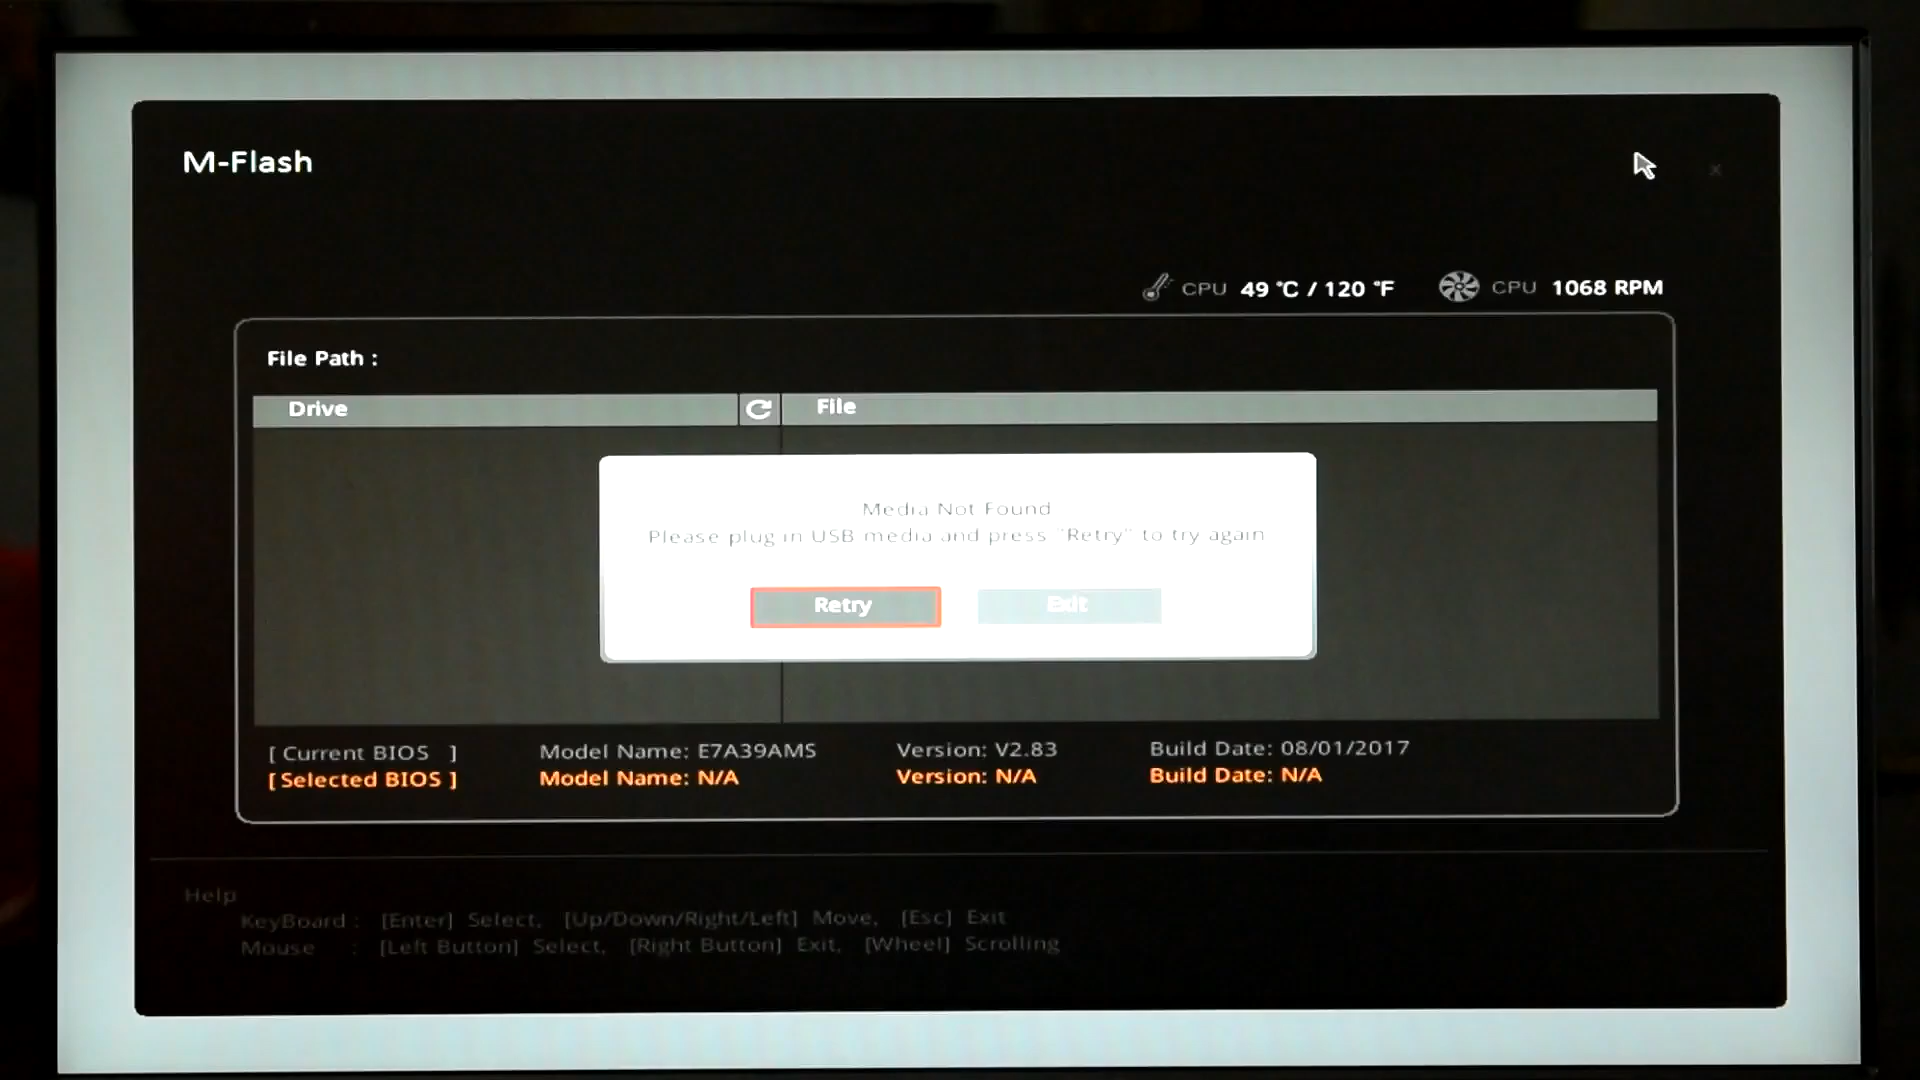 M-Flash
CPU 49 °C / 120 °F CPU 1068 RPM
File Path :
Drive File
Media Not Found
Please plug in USB media and press "Retry" to try again
Retry Exit
[ Current BIOS ] Model Name: E7A39AMS Version: V2.83 Build Date: 08/01/2017
[ Selected BIOS ] Model Name: N/A Version: N/A Build Date: N/A
Help
KeyBoard : [Enter] Select, [Up/Down/Right/Left] Move, [Esc] Exit
Mouse : [Left Button] Select, [Right Button] Exit, [Wheel] Scrolling